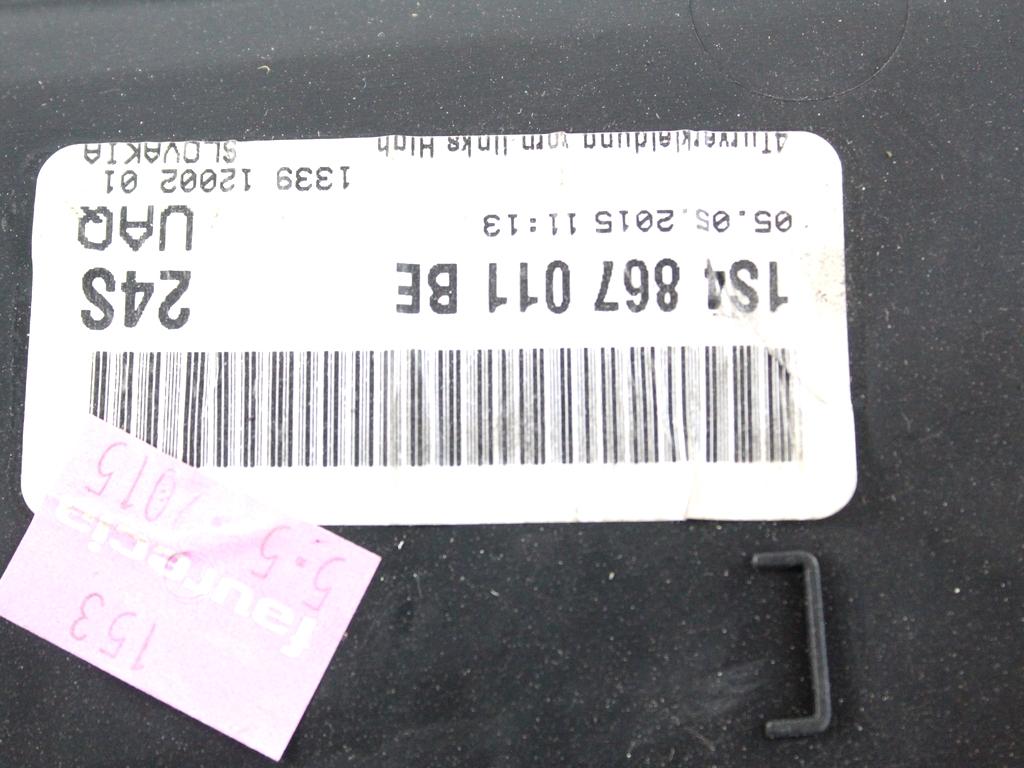 1S4 867 011 BE 24S
05.05.2015 11:13 UAQ
1339 12002 01
4Turverkleidung vorn links High SLOVAKIA
153
faurecia
5.5.2015